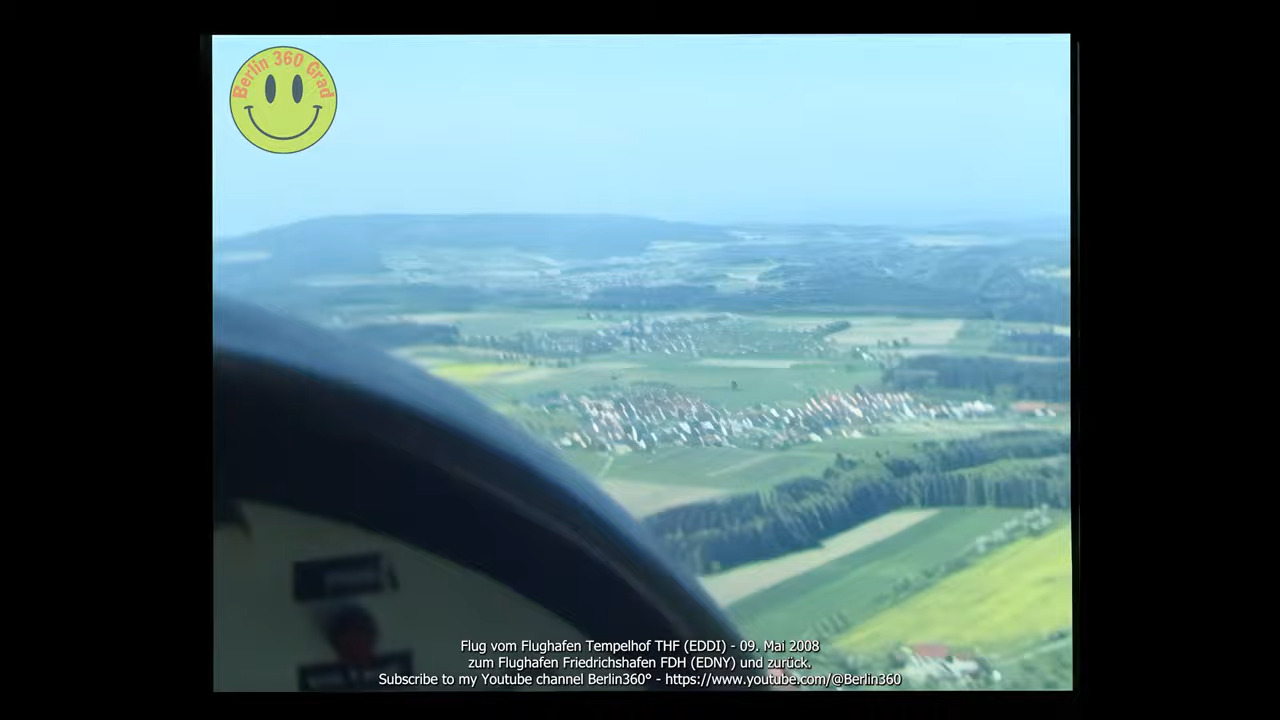 Berlin 360 Grad
Flug vom Flughafen Tempelhof THF (EDDI) - 09. Mai 2008
zum Flughafen Friedrichshafen FDH (EDNY) und zurück.
Subscribe to my Youtube channel Berlin360° - https://www.youtube.com/@Berlin360